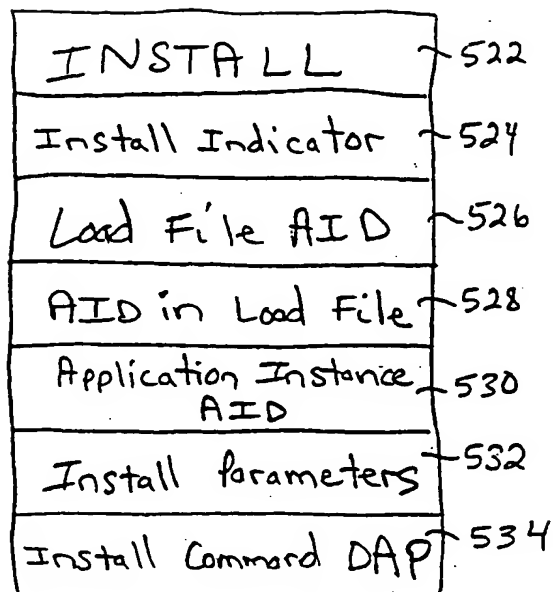 INSTALL 522
Install Indicator 524
Load File AID 526
AID in Load File 528
Application Instance 530
AID
Install Parameters 532
Install Command DAP 534